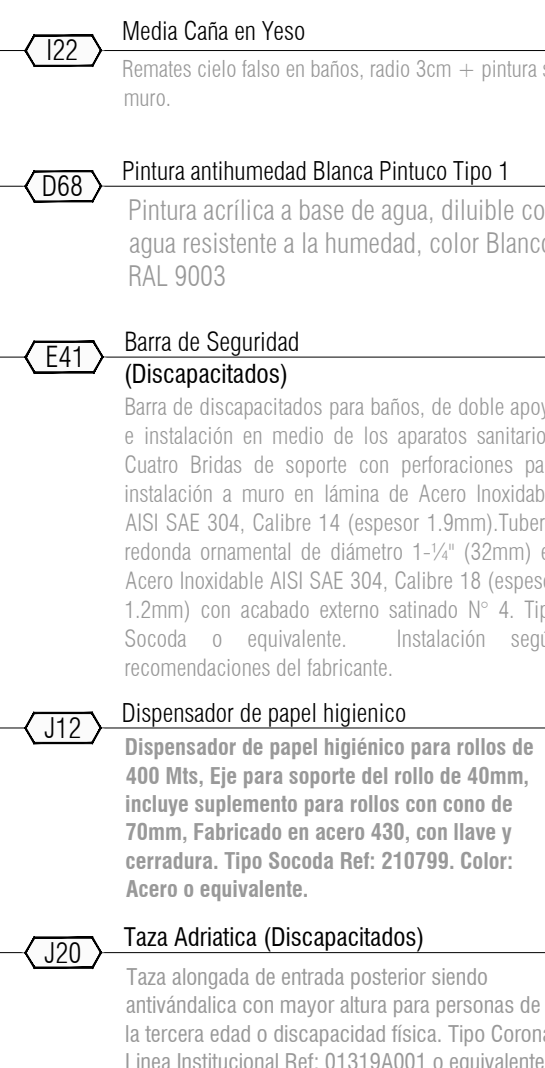 I22
Media Caña en Yeso
Remates cielo falso en baños, radio 3cm + pintura s
muro.
D68
Pintura antihumedad Blanca Pintuco Tipo 1
Pintura acrílica a base de agua, diluible co
agua resistente a la humedad, color Blanco
RAL 9003
E41
Barra de Seguridad
(Discapacitados)
Barra de discapacitados para baños, de doble apoy
e instalación en medio de los aparatos sanitario
Cuatro Bridas de soporte con perforaciones pa
instalación a muro en lámina de Acero Inoxidab
AISI SAE 304, Calibre 14 (espesor 1.9mm).Tuber
redonda ornamental de diámetro 1-¼" (32mm) e
Acero Inoxidable AISI SAE 304, Calibre 18 (espeso
1.2mm) con acabado externo satinado N° 4. Tip
Socoda o equivalente. Instalación segú
recomendaciones del fabricante.
J12
Dispensador de papel higienico
Dispensador de papel higiénico para rollos de
400 Mts, Eje para soporte del rollo de 40mm,
incluye suplemento para rollos con cono de
70mm, Fabricado en acero 430, con llave y
cerradura. Tipo Socoda Ref: 210799. Color:
Acero o equivalente.
J20
Taza Adriatica (Discapacitados)
Taza alongada de entrada posterior siendo
antivándalica con mayor altura para personas de
la tercera edad o discapacidad física. Tipo Corona
Linea Institucional Ref: 01319A001 o equivalente